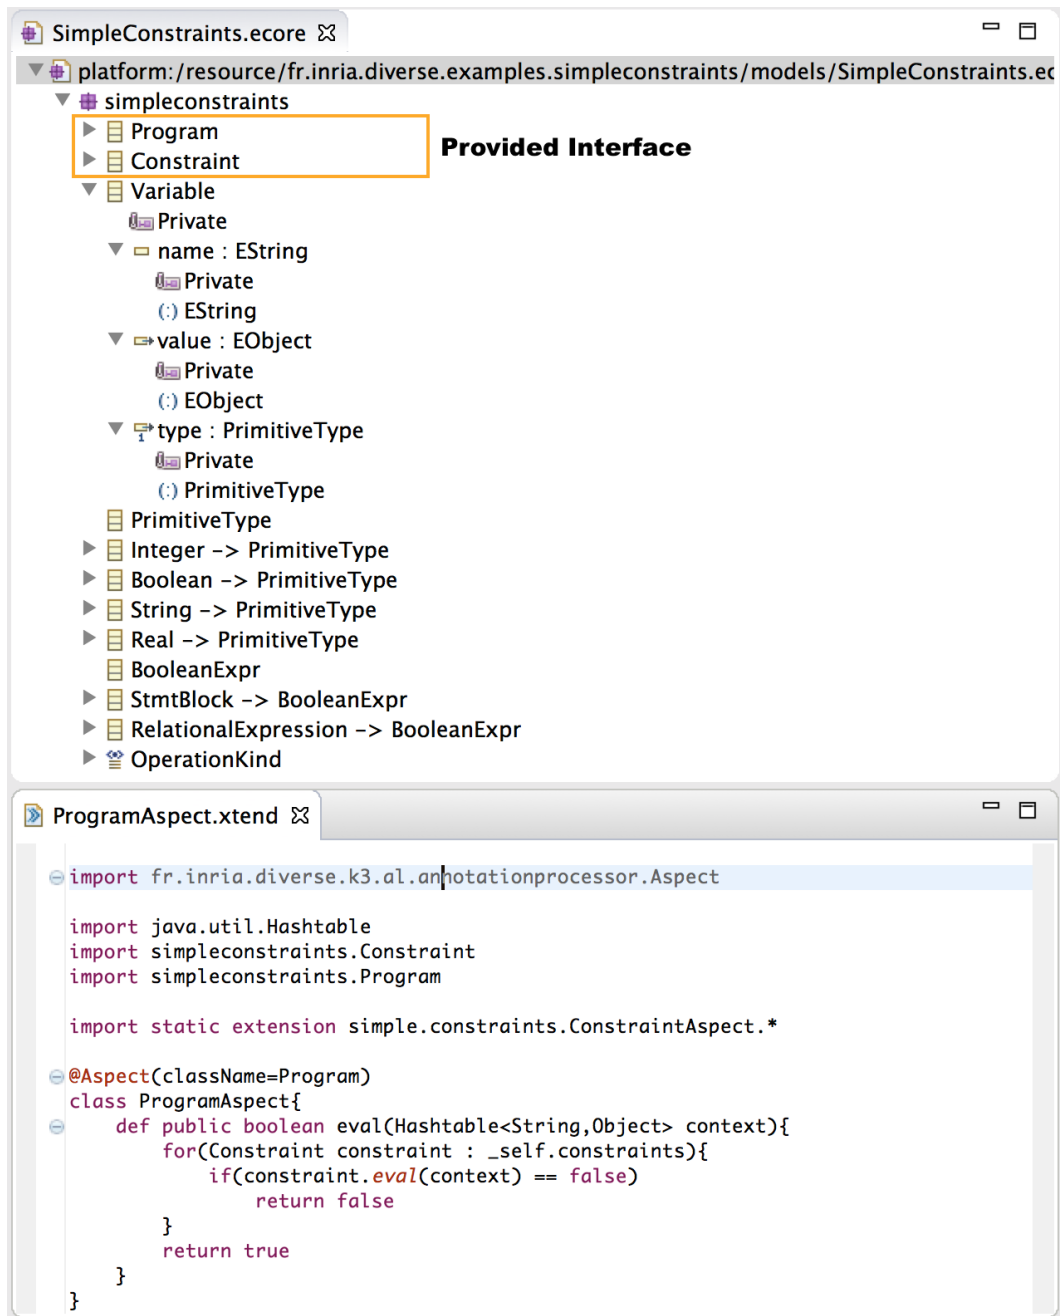 SimpleConstraints.ecore
platform:/resource/fr.inria.diverse.examples.simpleconstraints/models/SimpleConstraints.ec
simpleconstraints
Program
Constraint
Provided Interface
Variable
Private
name : EString
Private
EString
value : EObject
Private
EObject
type : PrimitiveType
Private
PrimitiveType
PrimitiveType
Integer -> PrimitiveType
Boolean -> PrimitiveType
String -> PrimitiveType
Real -> PrimitiveType
BooleanExpr
StmtBlock -> BooleanExpr
RelationalExpression -> BooleanExpr
OperationKind
ProgramAspect.xtend
import fr.inria.diverse.k3.al.annotationprocessor.Aspect
import java.util.Hashtable
import simpleconstraints.Constraint
import simpleconstraints.Program
import static extension simple.constraints.ConstraintAspect.*
@Aspect(className=Program)
class ProgramAspect{
def public boolean eval(Hashtable<String,Object> context){
for(Constraint constraint : _self.constraints){
if(constraint.eval(context) == false)
return false
}
return true
}
}